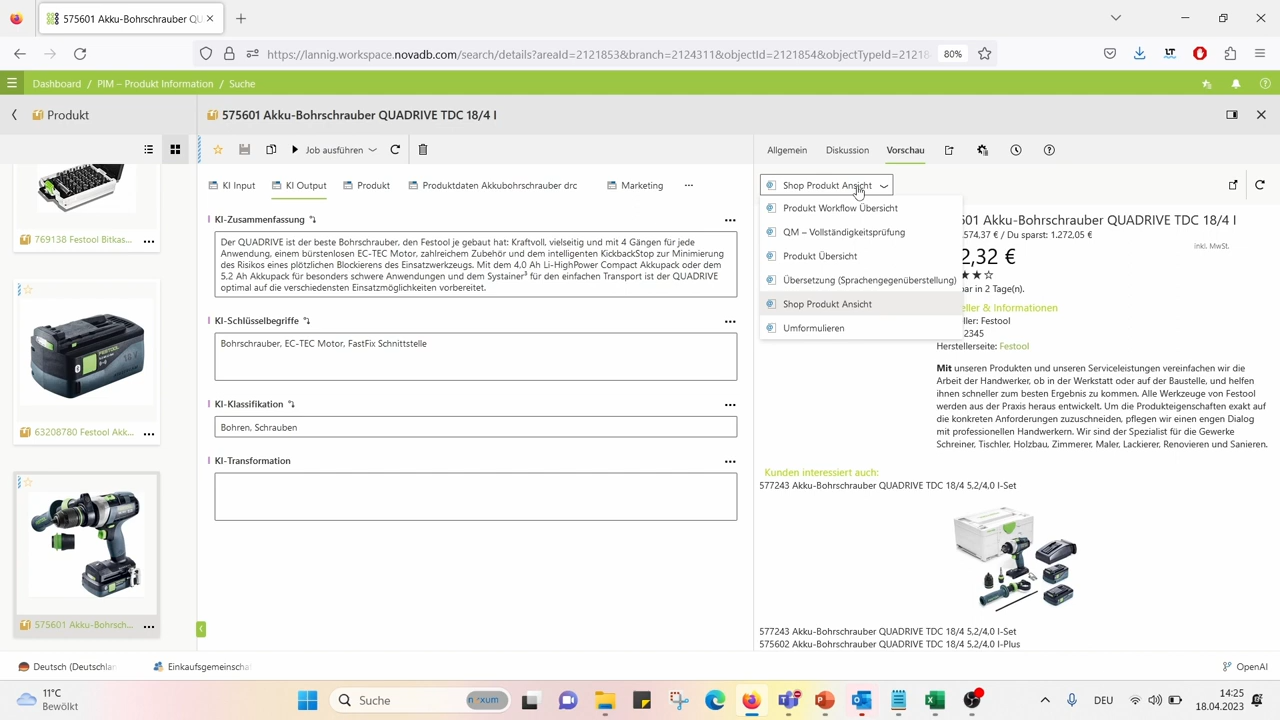 575601 Akku-Bohrschrauber QU
https://lannig.workspace.novadb.com/search/details?areaId=2121853&branch=2124311&objectId=2121854&objectTypeId=21218
80%
Dashboard / PIM – Produkt Information / Suche
Produkt
575601 Akku-Bohrschrauber QUADRIVE TDC 18/4 I
Job ausführen
Allgemein
Diskussion
Vorschau
KI Input
KI Output
Produkt
Produktdaten Akkubohrschrauber drc
Marketing
769138 Festool Bitkas...
63208780 Festool Akk...
575601 Akku-Bohrsch...
KI-Zusammenfassung
Der QUADRIVE ist der beste Bohrschrauber, den Festool je gebaut hat: Kraftvoll, vielseitig und mit 4 Gängen für jede
Anwendung, einem bürstenlosen EC-TEC Motor, zahlreichem Zubehör und dem intelligenten KickbackStop zur Minimierung
des Risikos eines plötzlichen Blockierens des Einsatzwerkzeugs. Mit dem 4.0 Ah Li-HighPower Compact Akkupack oder dem
5.2 Ah Akkupack für besonders schwere Anwendungen und dem Systainer³ für den einfachen Transport ist der QUADRIVE
optimal auf die verschiedensten Einsatzmöglichkeiten vorbereitet.
KI-Schlüsselbegriffe
Bohrschrauber, EC-TEC Motor, FastFix Schnittstelle
KI-Klassifikation
Bohren, Schrauben
KI-Transformation
Shop Produkt Ansicht
Produkt Workflow Übersicht
QM – Vollständigkeitsprüfung
Produkt Übersicht
Übersetzung (Sprachengegenüberstellung)
Shop Produkt Ansicht
Umformulieren
01 Akku-Bohrschrauber QUADRIVE TDC 18/4 I
574,37 € / Du sparst: 1.272,05 €
2,32 €
inkl. MwSt.
bar in 2 Tage(n).
eller & Informationen
ller: Festool
2345
Herstellerseite: Festool
Mit unseren Produkten und unseren Serviceleistungen vereinfachen wir die
Arbeit der Handwerker, ob in der Werkstatt oder auf der Baustelle, und helfen
ihnen schneller zum besten Ergebnis zu kommen. Alle Werkzeuge von Festool
werden aus der Praxis heraus entwickelt. Um die Produkteigenschaften exakt auf
die konkreten Anforderungen zuzuschneiden, pflegen wir einen engen Dialog
mit professionellen Handwerkern. Wir sind der Spezialist für die Gewerke
Schreiner, Tischler, Holzbau, Zimmerer, Maler, Lackierer, Renovieren und Sanieren.
Kunden interessiert auch:
577243 Akku-Bohrschrauber QUADRIVE TDC 18/4 5,2/4,0 I-Set
577243 Akku-Bohrschrauber QUADRIVE TDC 18/4 5,2/4,0 I-Set
575602 Akku-Bohrschrauber QUADRIVE TDC 18/4 5,2/4,0 I-Plus
Deutsch (Deutschlan
Einkaufsgemeinscha
OpenAI
11°C
Bewölkt
Suche
nexum
DEU
14:25
18.04.2023